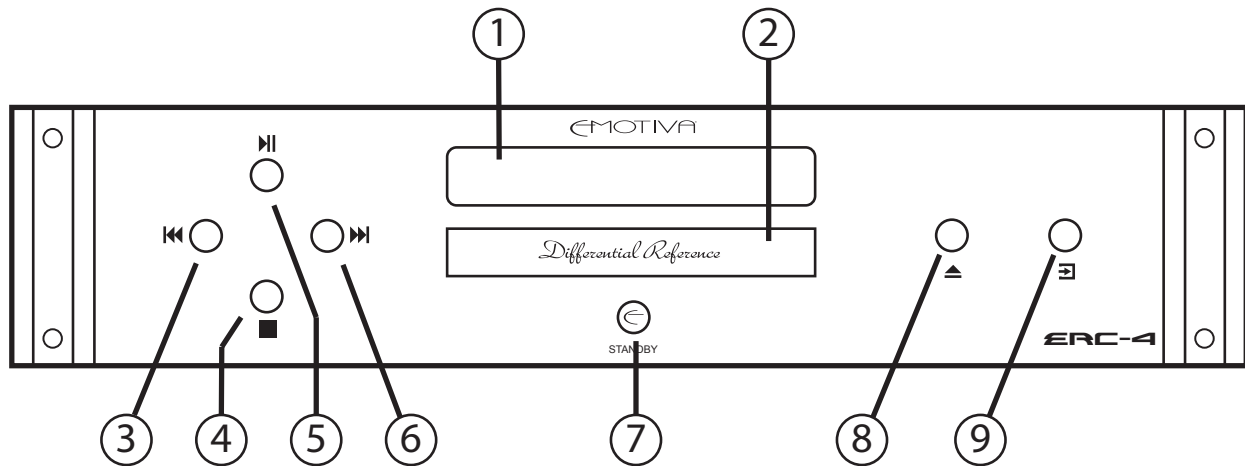 1 2
EMOTIVA
Differential Reference
STANDBY
ERC-4
3 4 5 6 7 8 9